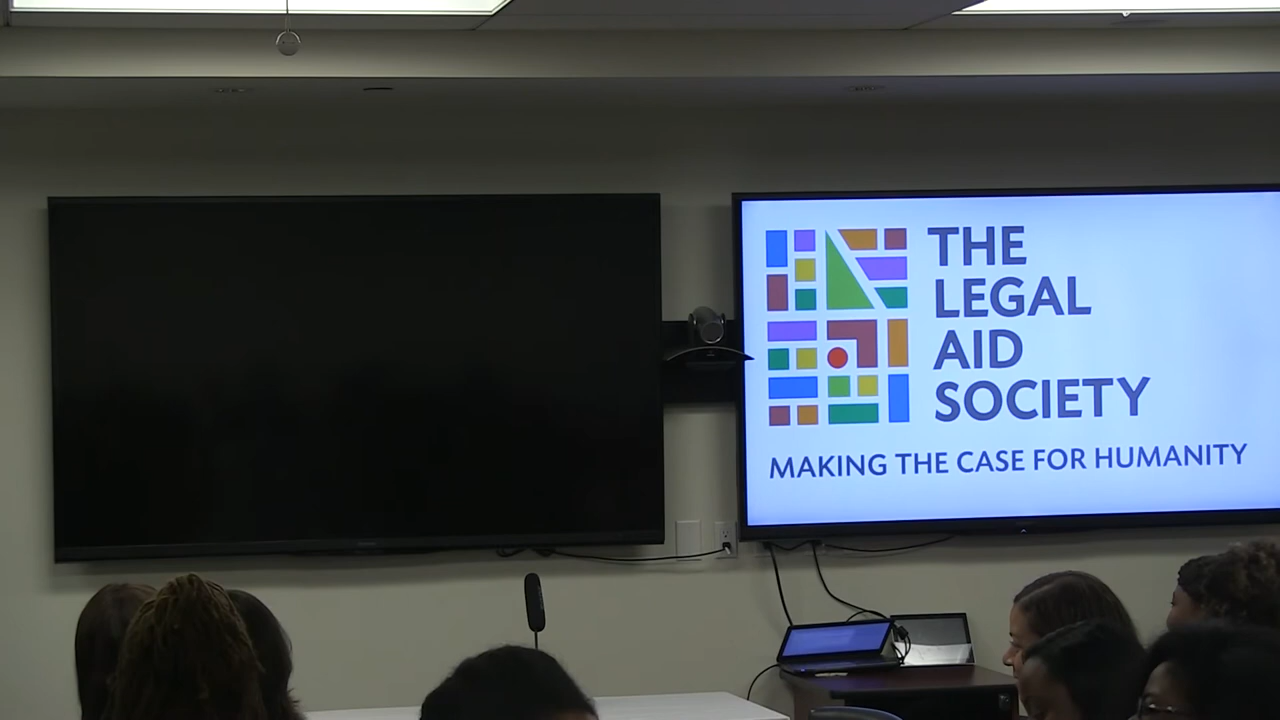 THE
LEGAL
AID
SOCIETY
MAKING THE CASE FOR HUMANITY